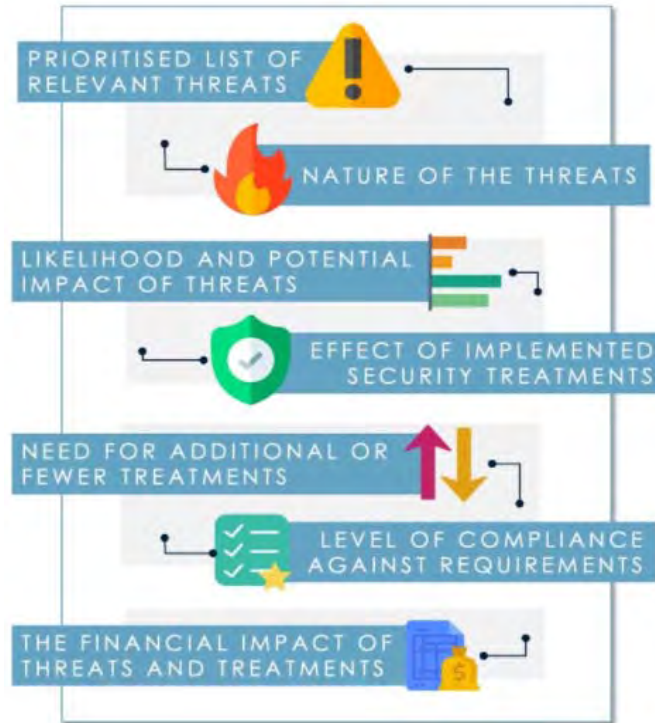 PRIORITISED LIST OF
RELEVANT THREATS
NATURE OF THE THREATS
LIKELIHOOD AND POTENTIAL
IMPACT OF THREATS
EFFECT OF IMPLEMENTED
SECURITY TREATMENTS
NEED FOR ADDITIONAL OR
FEWER TREATMENTS
LEVEL OF COMPLIANCE
AGAINST REQUIREMENTS
THE FINANCIAL IMPACT OF
THREATS AND TREATMENTS
$